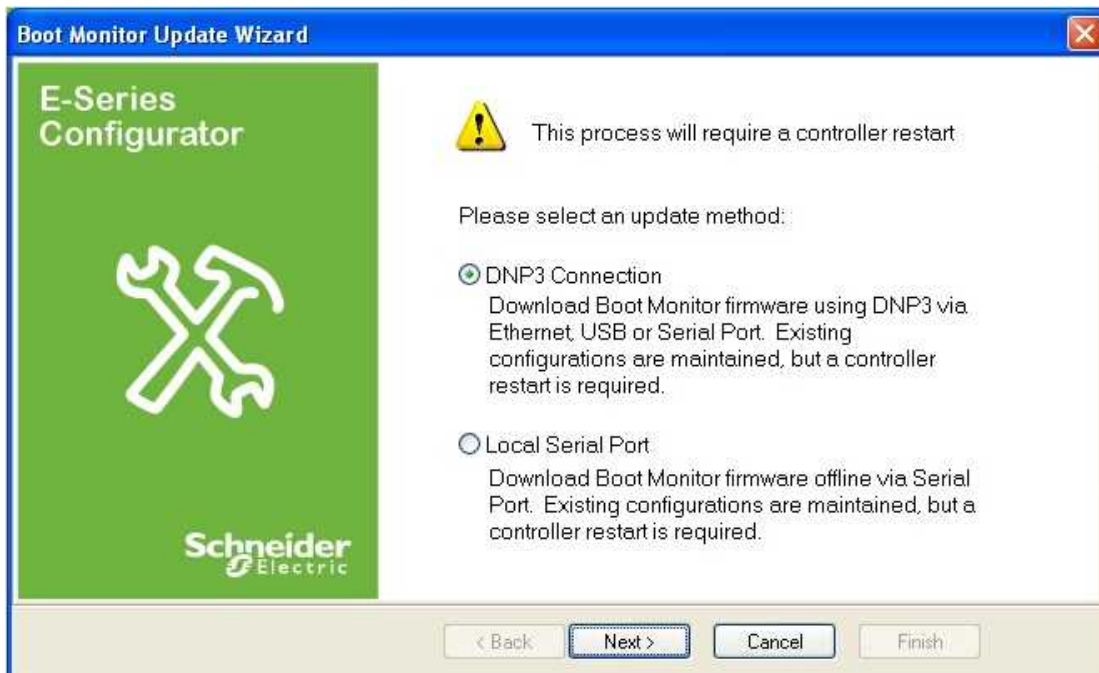 Boot Monitor Update Wizard
E-Series
Configurator
This process will require a controller restart
Please select an update method:
DNP3 Connection
Download Boot Monitor firmware using DNP3 via
Ethernet, USB or Serial Port. Existing
configurations are maintained, but a controller
restart is required.
Local Serial Port
Download Boot Monitor firmware offline via Serial
Port. Existing configurations are maintained, but a
controller restart is required.
Schneider
Electric
< Back
Next >
Cancel
Finish